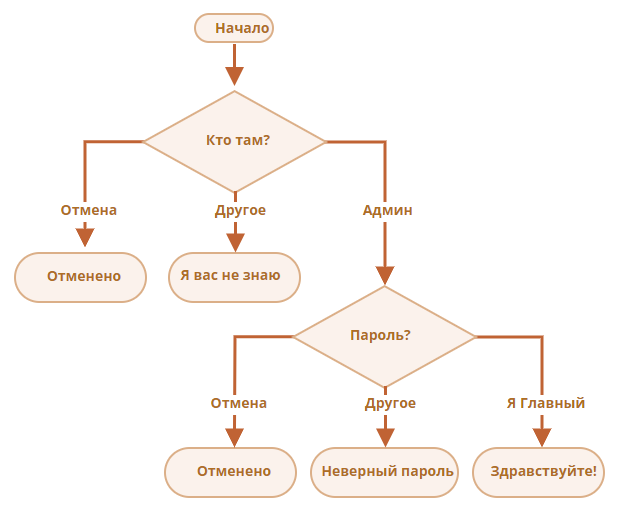 Начало
Кто там?
Отмена
Другое
Админ
Отменено
Я вас не знаю
Пароль?
Отмена
Другое
Я Главный
Отменено
Неверный пароль
Здравствуйте!